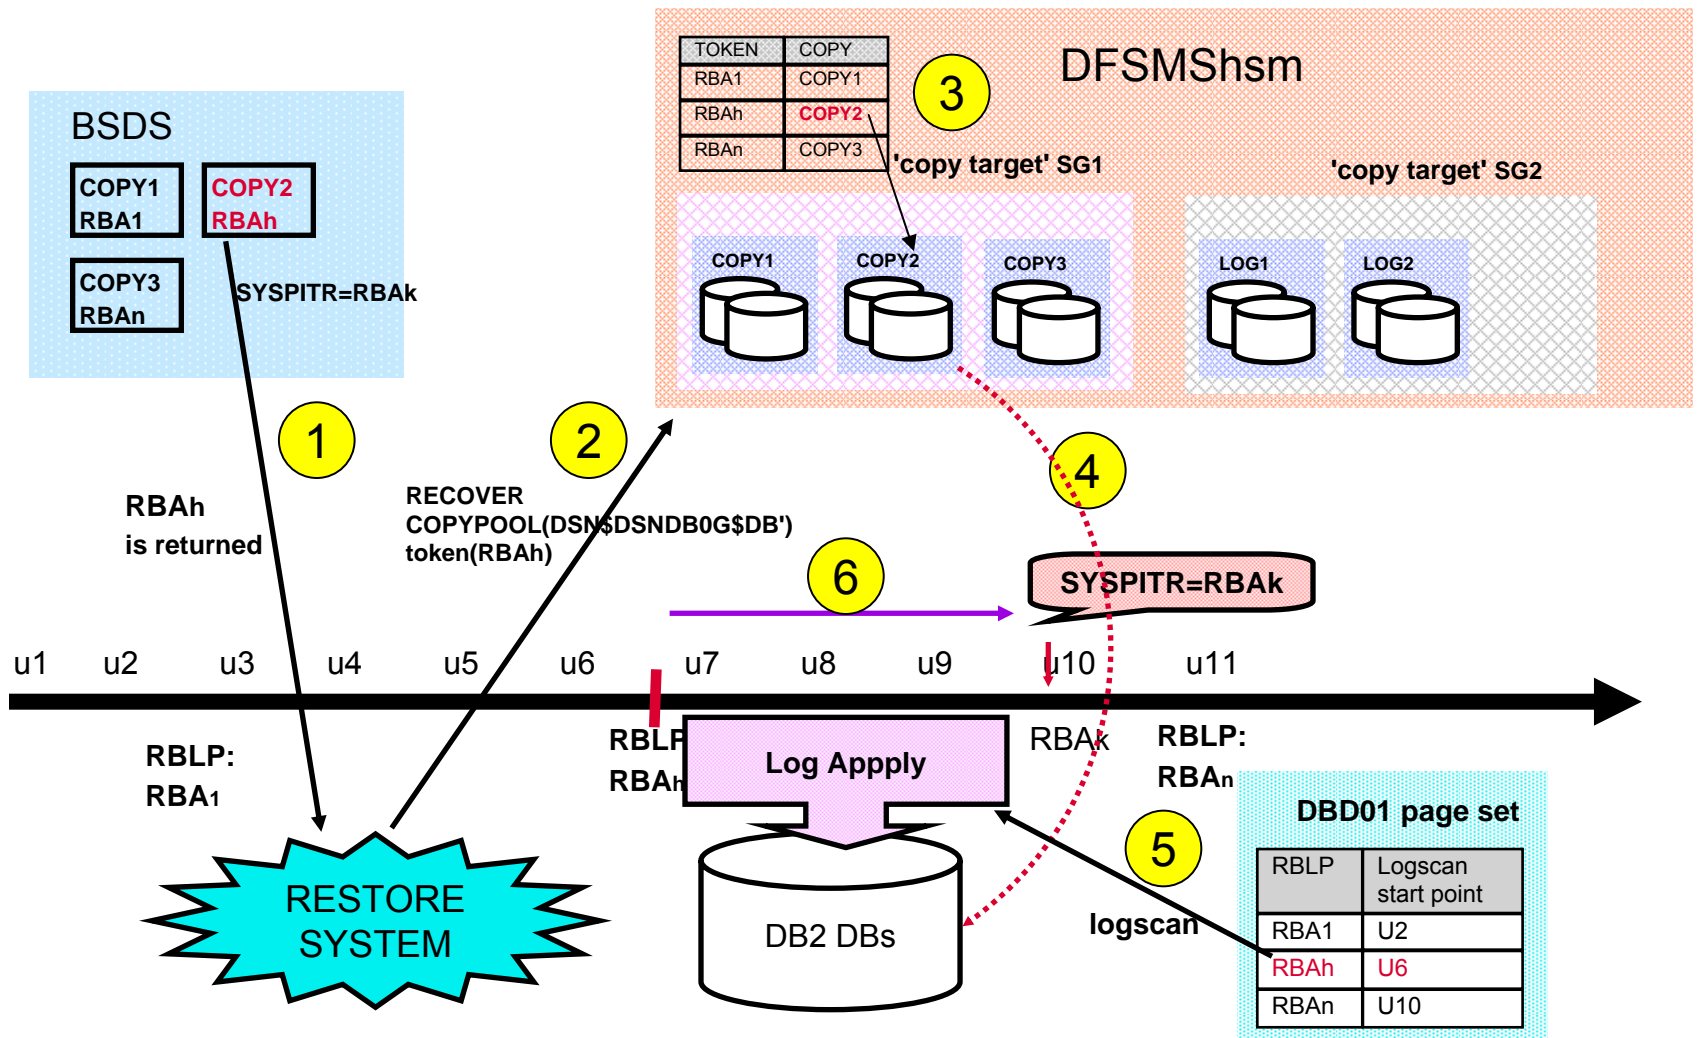 TOKEN COPY
RBA1 COPY1
RBAh COPY2
RBAn COPY3
DFSMShsm
3
'copy target' SG1
'copy target' SG2
COPY1
COPY2
COPY3
LOG1
LOG2
BSDS
COPY1
RBA1
COPY2
RBAh
COPY3
RBAn
SYSPITR=RBAk
1
2
RBAh
is returned
RECOVER
COPYPOOL(DSN$DSNDB0G$DB')
token(RBAh)
4
6
SYSPITR=RBAk
u1 u2 u3 u4 u5 u6 u7 u8 u9 u10 u11
RBLP:
RBA1
RBLP
RBAh
Log Appply
RBAk
RBLP:
RBAn
RESTORE
SYSTEM
DB2 DBs
5
logscan
DBD01 page set
RBLP Logscan
start point
RBA1 U2
RBAh U6
RBAn U10